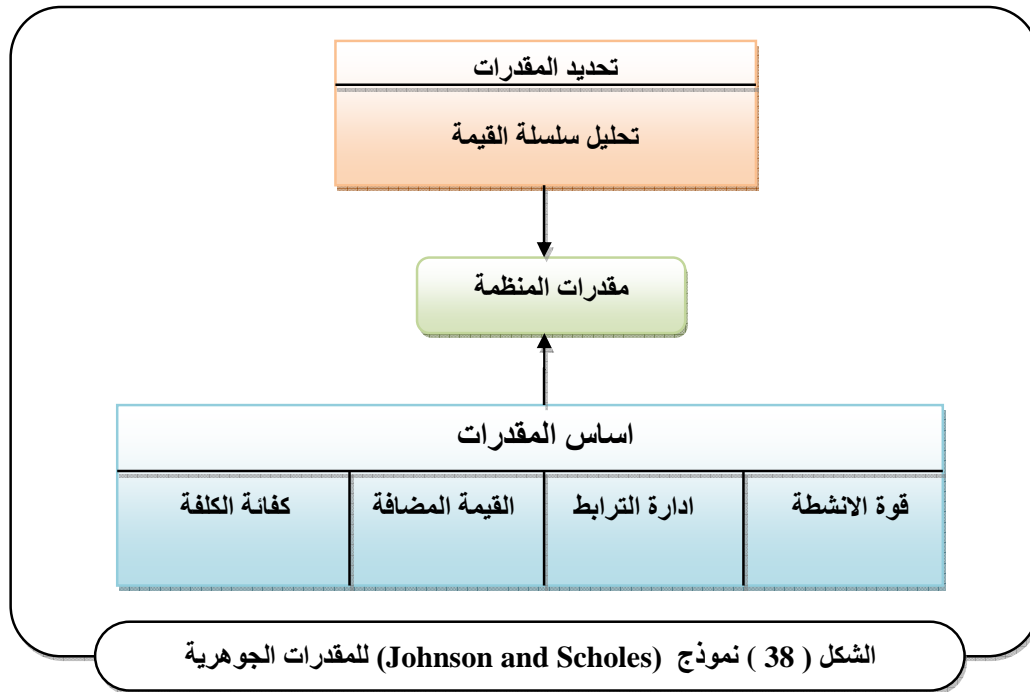 تحديد المقدرات
تحليل سلسلة القيمة
مقدرات المنظمة
اساس المقدرات
قوة الانشطة
ادارة الترابط
القيمة المضافة
كفائة الكلفة
الشكل ( 38 ) نموذج (Johnson and Scholes) للمقدرات الجوهرية